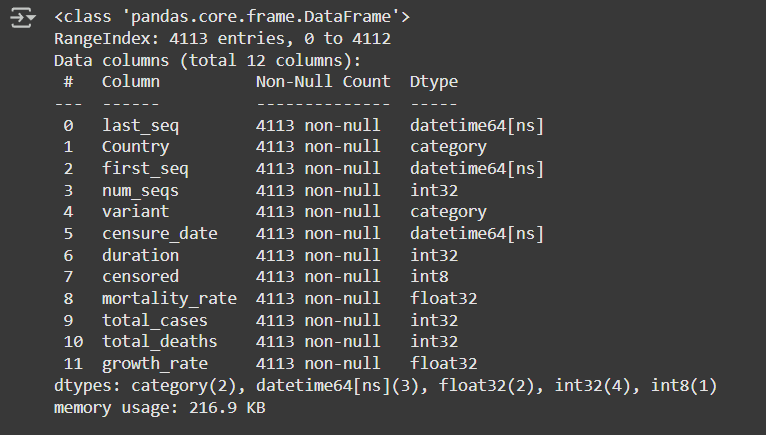 <class 'pandas.core.frame.DataFrame'>
RangeIndex: 4113 entries, 0 to 4112
Data columns (total 12 columns):
 #   Column          Non-Null Count  Dtype
---  ------          --------------  -----
 0   last_seq        4113 non-null   datetime64[ns]
 1   Country         4113 non-null   category
 2   first_seq       4113 non-null   datetime64[ns]
 3   num_seqs        4113 non-null   int32
 4   variant         4113 non-null   category
 5   censure_date    4113 non-null   datetime64[ns]
 6   duration        4113 non-null   int32
 7   censored        4113 non-null   int8
 8   mortality_rate  4113 non-null   float32
 9   total_cases     4113 non-null   int32
 10  total_deaths    4113 non-null   int32
 11  growth_rate     4113 non-null   float32
dtypes: category(2), datetime64[ns](3), float32(2), int32(4), int8(1)
memory usage: 216.9 KB